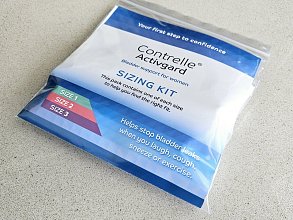 Your first step to confidence
Contrelle®
Activgard
Bladder support for women
SIZING KIT
This pack contains one of each size
to help you find the right fit.
SIZE 1
SIZE 2
SIZE 3
Helps stop bladder leaks
when you laugh, cough,
sneeze or exercise.